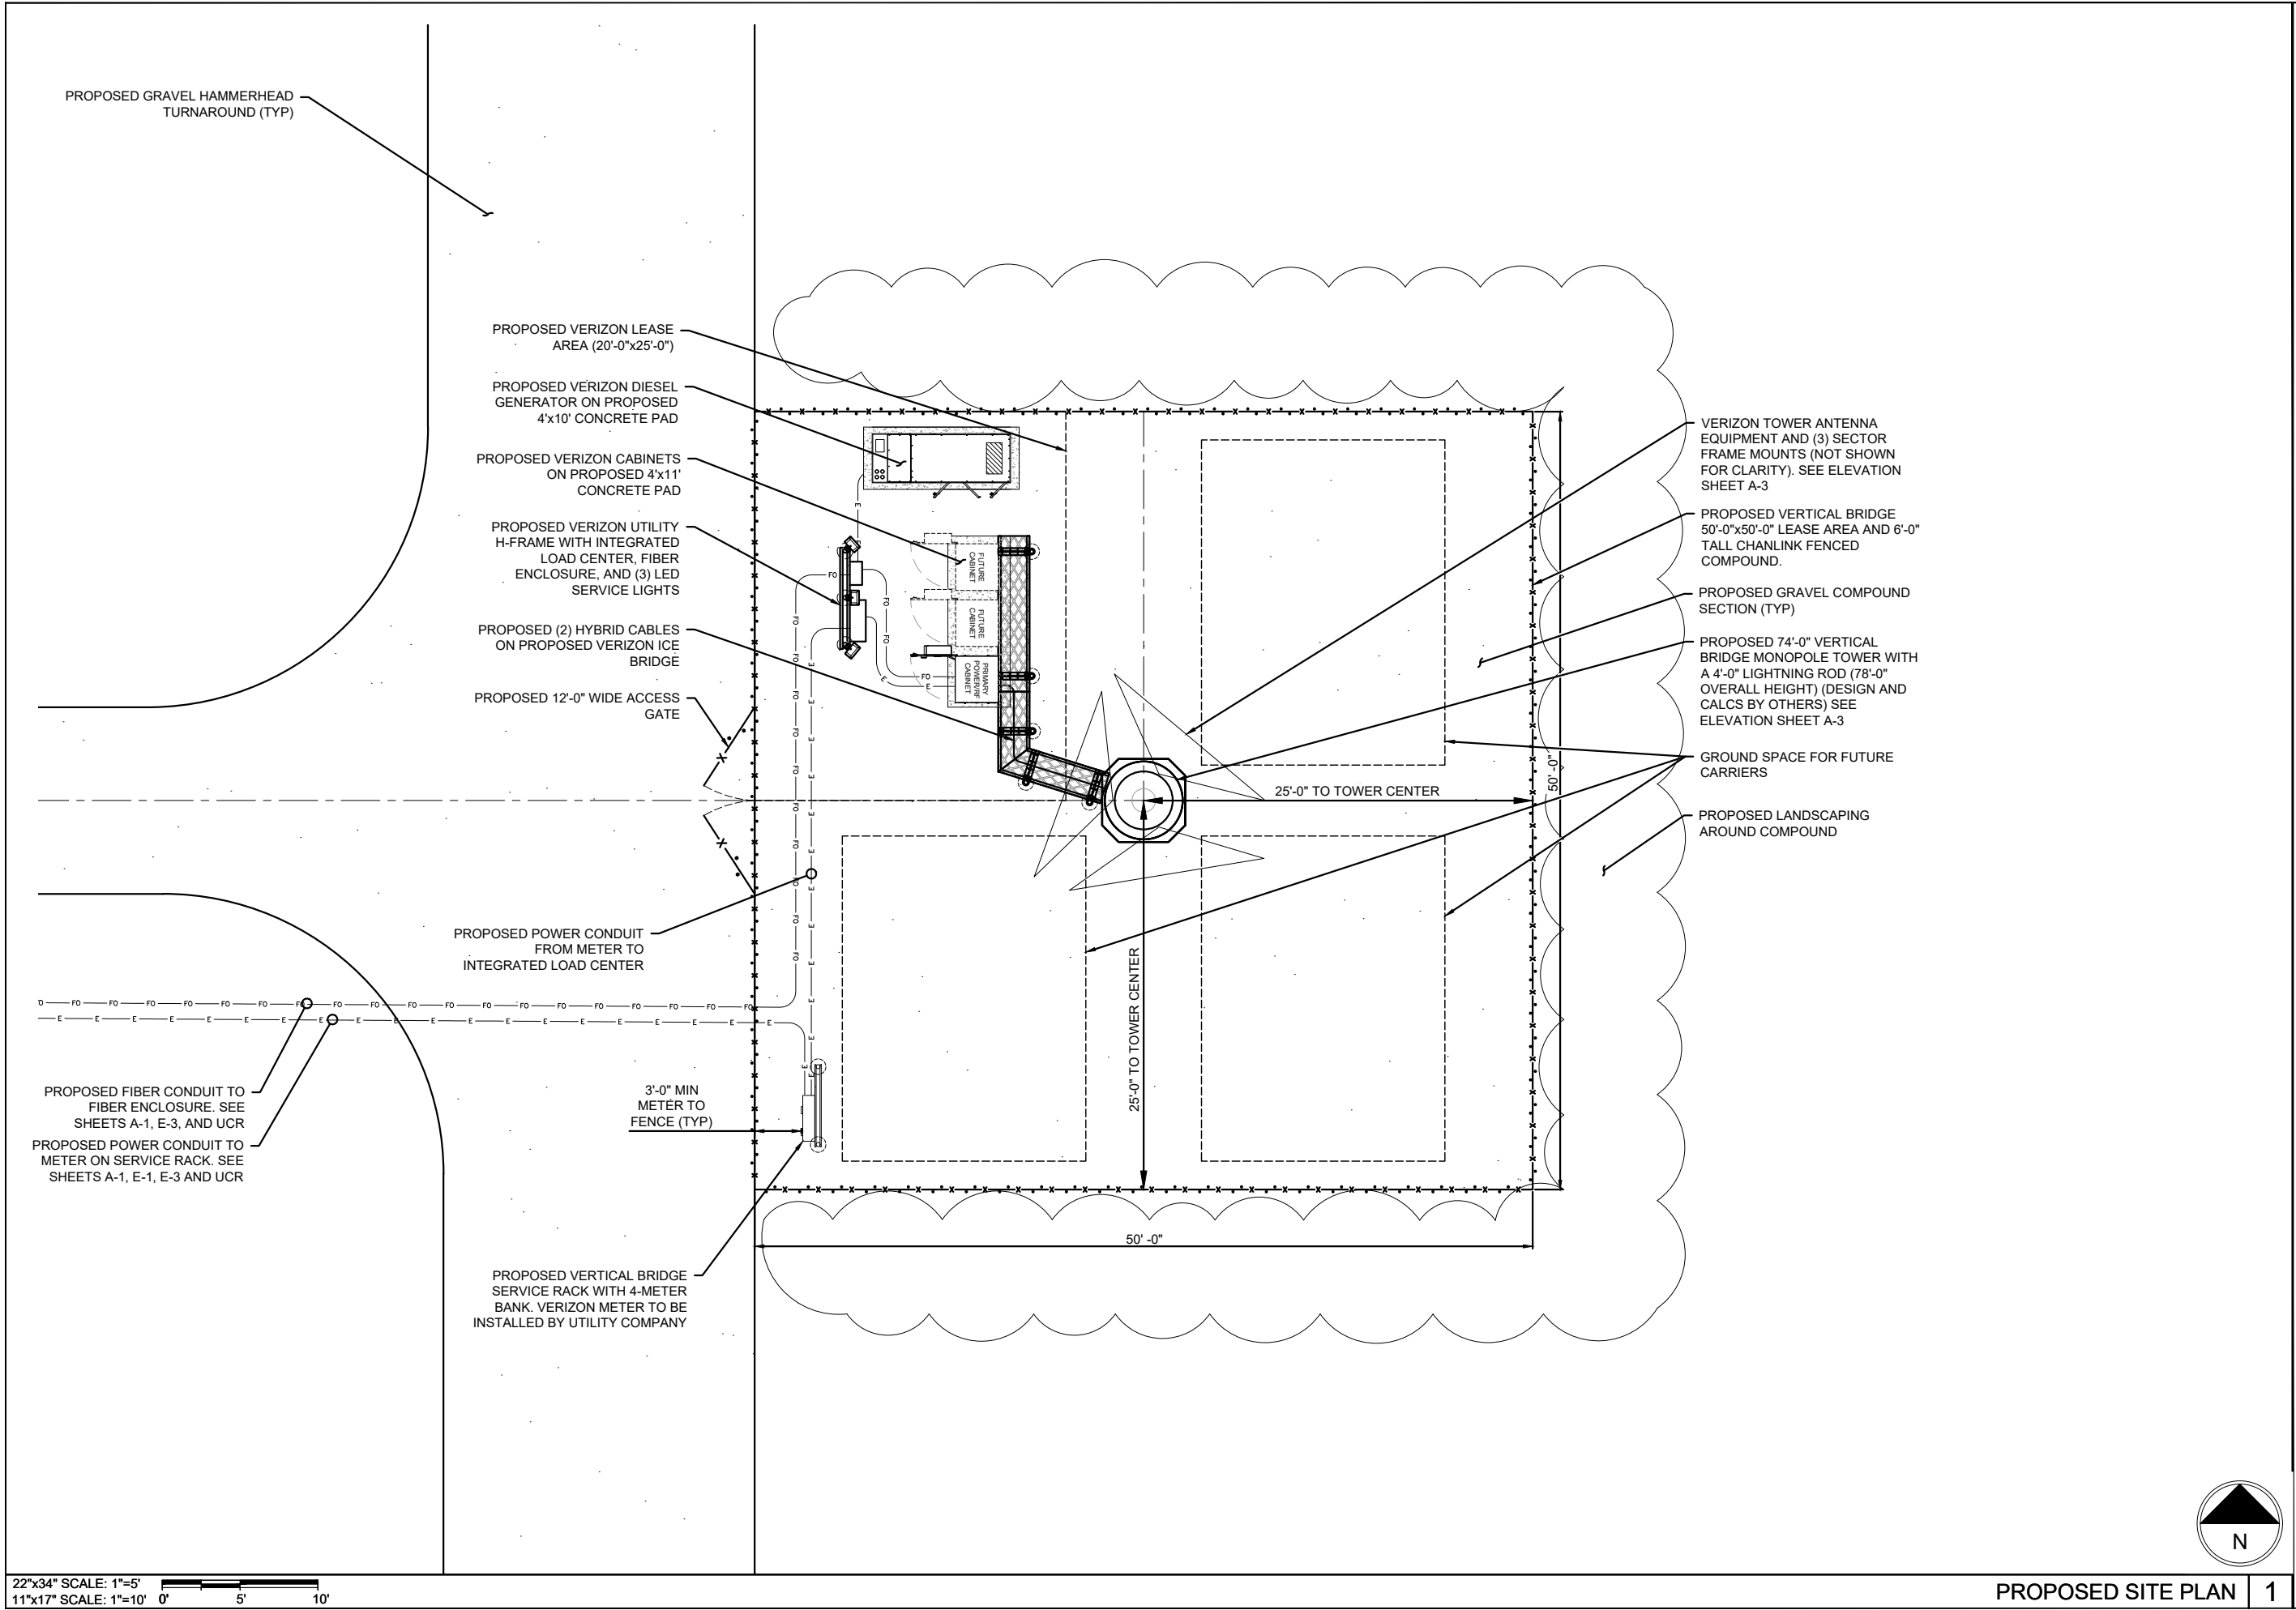 PROPOSED GRAVEL HAMMERHEAD
TURNAROUND (TYP)
PROPOSED VERIZON LEASE
AREA (20'-0"x25'-0")
PROPOSED VERIZON DIESEL
GENERATOR ON PROPOSED
4'x10' CONCRETE PAD
PROPOSED VERIZON CABINETS
ON PROPOSED 4'x11'
CONCRETE PAD
PROPOSED VERIZON UTILITY
H-FRAME WITH INTEGRATED
LOAD CENTER, FIBER
ENCLOSURE, AND (3) LED
SERVICE LIGHTS
PROPOSED (2) HYBRID CABLES
ON PROPOSED VERIZON ICE
BRIDGE
PROPOSED 12'-0" WIDE ACCESS
GATE
PROPOSED POWER CONDUIT
FROM METER TO
INTEGRATED LOAD CENTER
PROPOSED FIBER CONDUIT TO
FIBER ENCLOSURE. SEE
SHEETS A-1, E-3, AND UCR
PROPOSED POWER CONDUIT TO
METER ON SERVICE RACK. SEE
SHEETS A-1, E-1, E-3 AND UCR
3'-0" MIN
METER TO
FENCE (TYP)
PROPOSED VERTICAL BRIDGE
SERVICE RACK WITH 4-METER
BANK. VERIZON METER TO BE
INSTALLED BY UTILITY COMPANY
FUTURE
CABINET
FUTURE
CABINET
PRIMARY
POWER/RF
CABINET
25'-0" TO TOWER CENTER
25'-0" TO TOWER CENTER
50' -0"
50' -0"
VERIZON TOWER ANTENNA
EQUIPMENT AND (3) SECTOR
FRAME MOUNTS (NOT SHOWN
FOR CLARITY). SEE ELEVATION
SHEET A-3
PROPOSED VERTICAL BRIDGE
50'-0"x50'-0" LEASE AREA AND 6'-0"
TALL CHANLINK FENCED
COMPOUND.
PROPOSED GRAVEL COMPOUND
SECTION (TYP)
PROPOSED 74'-0" VERTICAL
BRIDGE MONOPOLE TOWER WITH
A 4'-0" LIGHTNING ROD (78'-0"
OVERALL HEIGHT) (DESIGN AND
CALCS BY OTHERS) SEE
ELEVATION SHEET A-3
GROUND SPACE FOR FUTURE
CARRIERS
PROPOSED LANDSCAPING
AROUND COMPOUND
N
22"x34" SCALE: 1"=5'
11"x17" SCALE: 1"=10'
0' 5' 10'
PROPOSED SITE PLAN 1